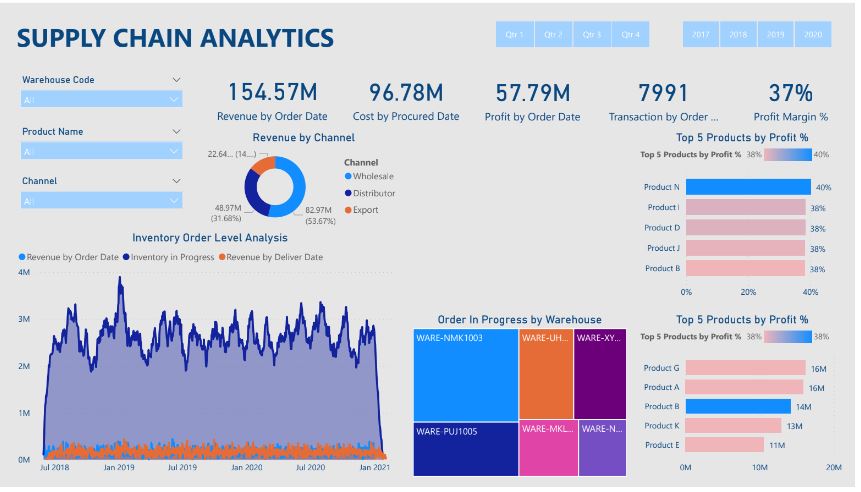 SUPPLY CHAIN ANALYTICS
Qtr 1 Qtr 2 Qtr 3 Qtr 4
2017 2018 2019 2020
Warehouse Code
All
Product Name
All
Channel
All
154.57M
Revenue by Order Date
96.78M
Cost by Procured Date
57.79M
Profit by Order Date
7991
Transaction by Order ...
37%
Profit Margin %
Revenue by Channel
22.64... (14...)
48.97M
(31.68%)
82.97M
(53.67%)
Channel
Wholesale
Distributor
Export
Top 5 Products by Profit %
Top 5 Products by Profit % 38% 40%
Product N 40%
Product I 38%
Product D 38%
Product J 38%
Product B 38%
0% 20% 40%
Inventory Order Level Analysis
Revenue by Order Date Inventory in Progress Revenue by Deliver Date
4M
3M
2M
1M
0M
Jul 2018 Jan 2019 Jul 2019 Jan 2020 Jul 2020 Jan 2021
Order In Progress by Warehouse
WARE-NMK1003
WARE-UH...
WARE-XY...
WARE-PUJ1005
WARE-MKL...
WARE-N...
Top 5 Products by Profit %
Top 5 Products by Profit % 38% 38%
Product G 16M
Product A 16M
Product B 14M
Product K 13M
Product E 11M
0M 10M 20M